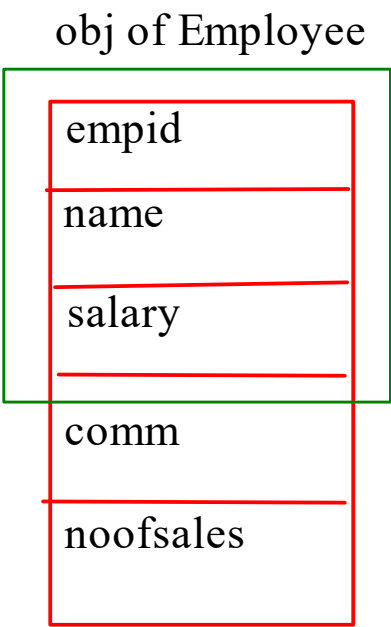 obj of Employee
empid
name
salary
comm
noofsales